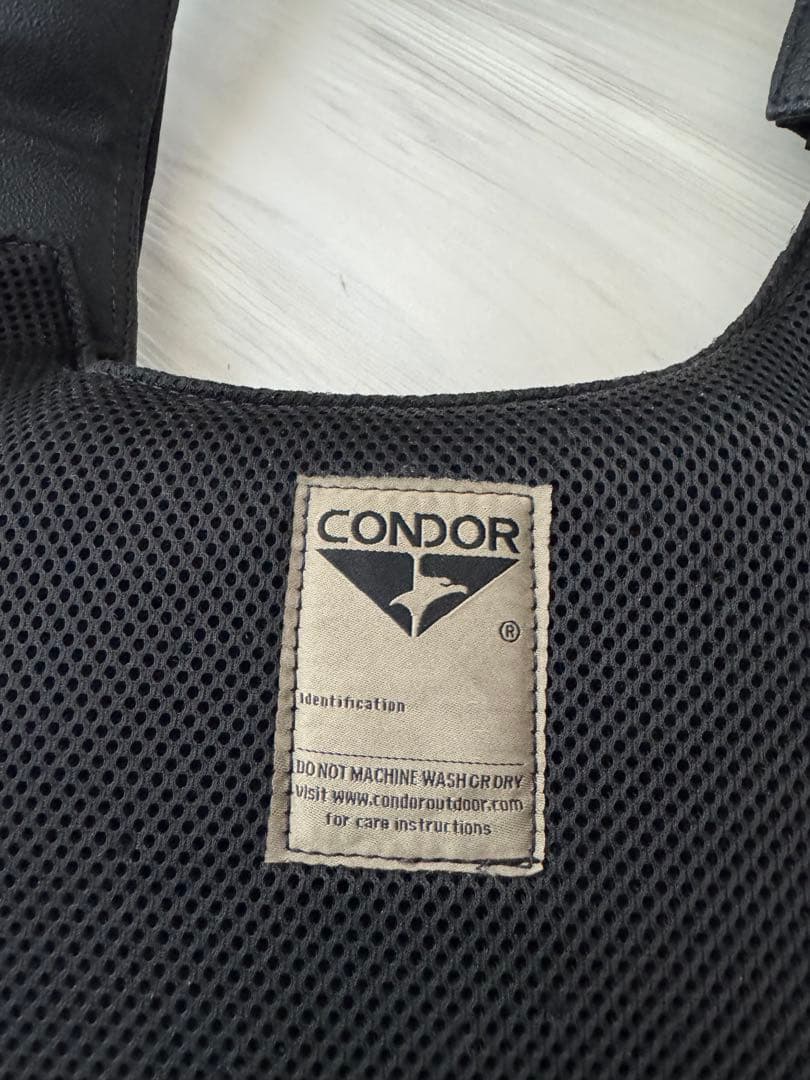 CONDOR
®
Identification
DO NOT MACHINE WASH OR DRY
visit www.condoroutdoor.com
for care instructions